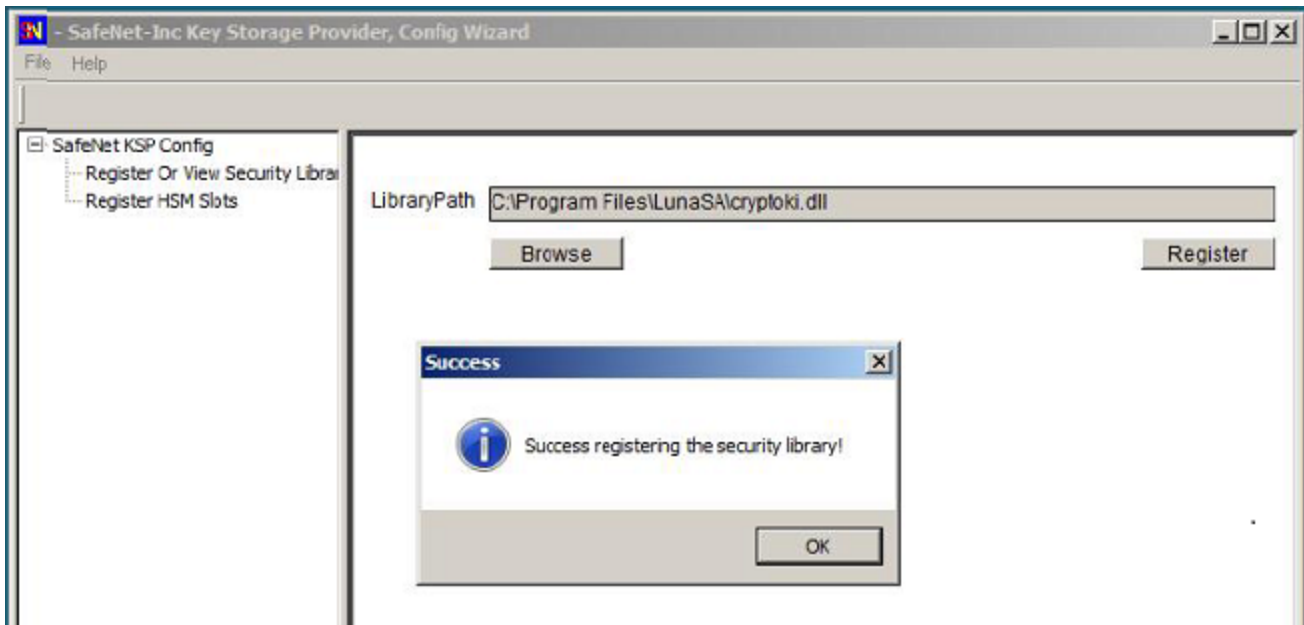 SN - SafeNet-Inc Key Storage Provider, Config Wizard
File Help
SafeNet KSP Config
Register Or View Security Librar
Register HSM Slots
LibraryPath C:\Program Files\LunaSA\cryptoki.dll
Browse Register
Success
Success registering the security library!
OK